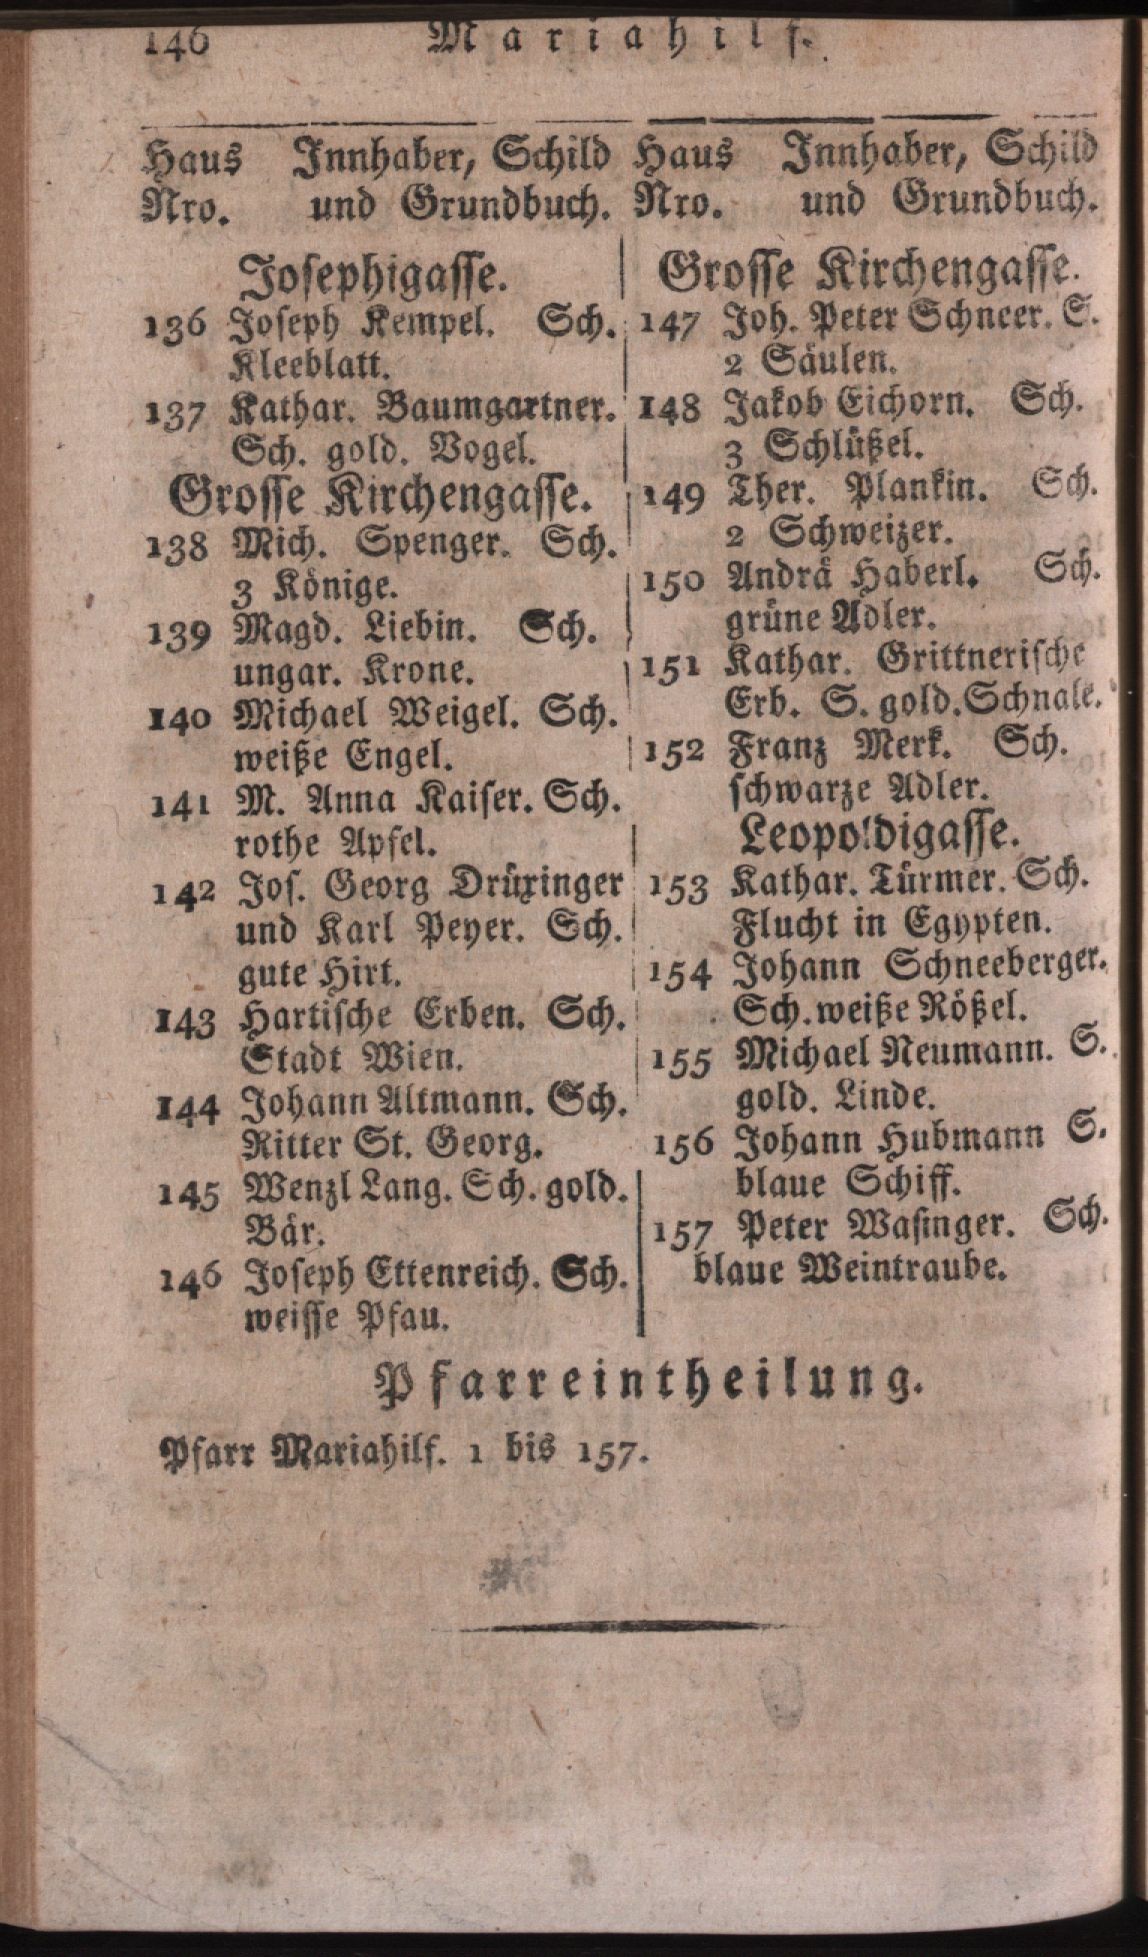 146 Mariahilf.
Haus Innhaber, Schild
Nro. und Grundbuch.
Josephigasse.
136 Joseph Kempel. Sch.
Kleeblatt.
137 Kathar. Baumgartner.
Sch. gold. Vogel.
Grosse Kirchengasse.
138 Mich. Spenger. Sch.
3 Könige.
139 Magd. Liebin. Sch.
ungar. Krone.
140 Michael Weigel. Sch.
weiße Engel.
141 M. Anna Kaiser. Sch.
rothe Apfel.
142 Jos. Georg Drüxinger
und Karl Peyer. Sch.
gute Hirt.
143 Hartische Erben. Sch.
Stadt Wien.
144 Johann Altmann. Sch.
Ritter St. Georg.
145 Wenzl Lang. Sch. gold.
Bär.
146 Joseph Ettenreich. Sch.
weisse Pfau.
Haus Innhaber, Schild
Nro. und Grundbuch.
Grosse Kirchengasse.
147 Joh. Peter Schneer. S.
2 Säulen.
148 Jakob Eichorn. Sch.
3 Schlüßel.
149 Ther. Plankin. Sch.
2 Schweizer.
150 Andrä Haberl. Sch.
grüne Adler.
151 Kathar. Grittnerische
Erb. S. gold. Schnale.
152 Franz Merk. Sch.
schwarze Adler.
Leopoldigasse.
153 Kathar. Türmer. Sch.
Flucht in Egypten.
154 Johann Schneeberger.
Sch. weiße Rößel.
155 Michael Neumann. S.
gold. Linde.
156 Johann Hubmann S.
blaue Schiff.
157 Peter Wasinger. Sch.
blaue Weintraube.
Pfarreintheilung.
Pfarr Mariahilf. 1 bis 157.